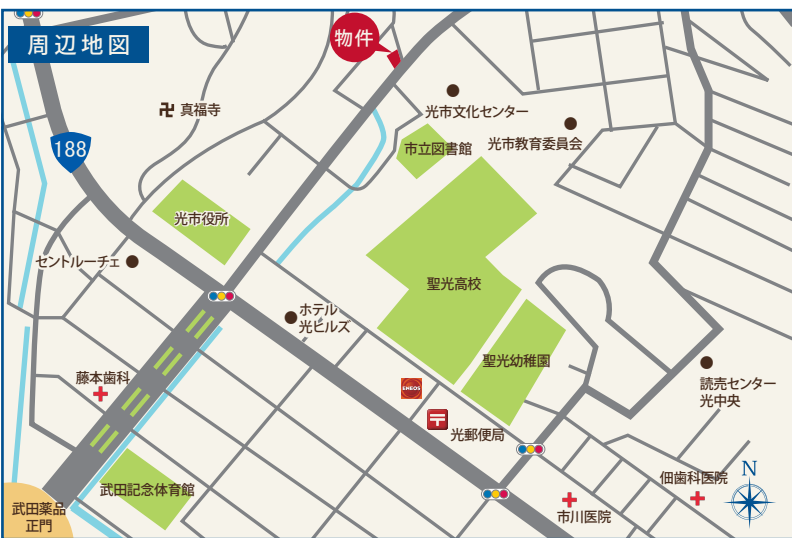 周辺地図
物件
光市文化センター
卍 真福寺
市立図書館
光市教育委員会
188
光市役所
セントルーチェ
聖光高校
ホテル
光ヒルズ
聖光幼稚園
藤本歯科
ENEOS
読売センター
光中央
〒
光郵便局
武田記念体育館
佃歯科医院
N
武田薬品
正門
市川医院